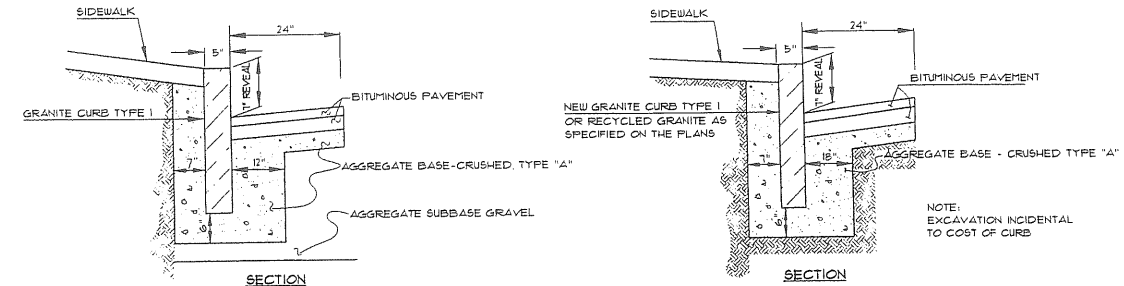 SIDEWALK
24"
5"
7" REVEAL
BITUMINOUS PAVEMENT
GRANITE CURB TYPE 1
7"
12"
AGGREGATE BASE-CRUSHED, TYPE "A"
6"
AGGREGATE SUBBASE GRAVEL
SECTION
SIDEWALK
24"
5"
7" REVEAL
BITUMINOUS PAVEMENT
NEW GRANITE CURB TYPE 1
OR RECYCLED GRANITE AS
SPECIFIED ON THE PLANS
7"
18"
AGGREGATE BASE - CRUSHED TYPE "A"
6"
NOTE:
EXCAVATION INCIDENTAL
TO COST OF CURB
SECTION